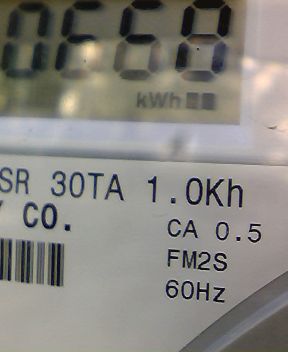 kWh
SR 30TA 1.0Kh
Y CO.
CA 0.5
FM2S
60Hz